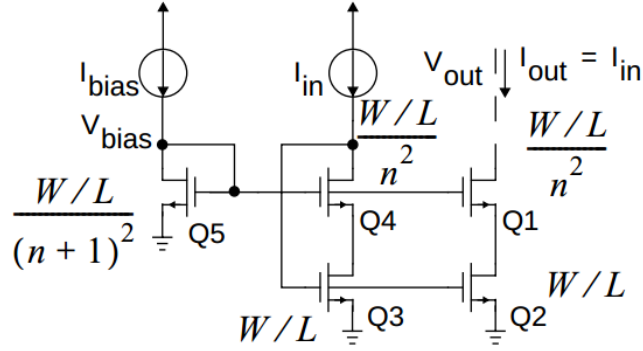 I_bias
I_in
V_out
I_out = I_in
V_bias
W/L
n^2
W/L
n^2
W/L
(n+1)^2
Q5
Q4
Q1
W/L
Q3
Q2
W/L